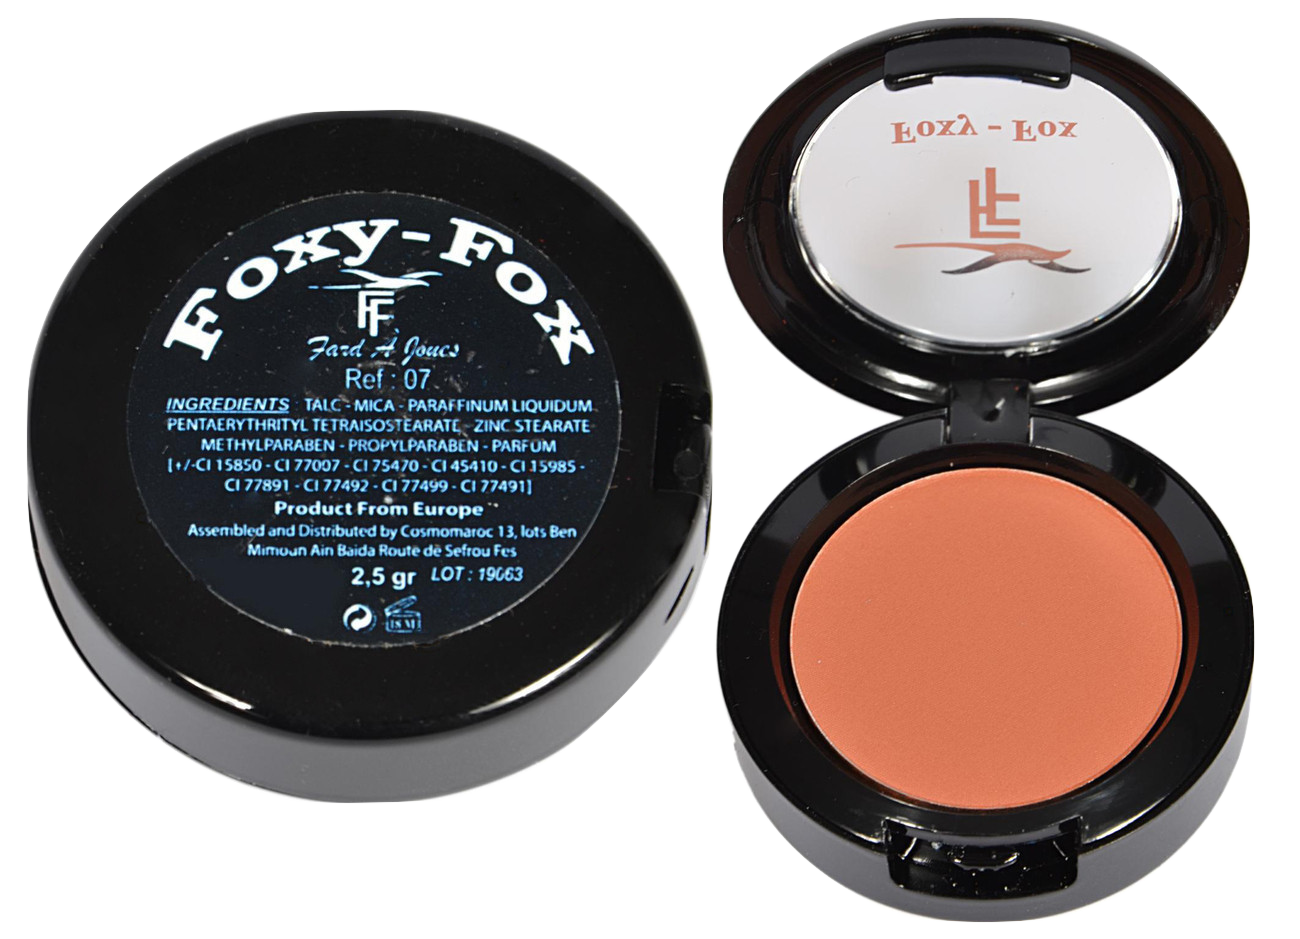 Foxy-Fox
FF
Fard À Joues
Ref : 07
INGREDIENTS TALC - MICA - PARAFFINUM LIQUIDUM
PENTAERYTHRITYL TETRAISOSTEARATE - ZINC STEARATE
METHYLPARABEN - PROPYLPARABEN - PARFUM
[+/-CI 15850 - CI 77007 - CI 75470 - CI 45410 - CI 15985 -
CI 77891 - CI 77492 - CI 77499 - CI 77491]
Product From Europe
Assembled and Distributed by Cosmomaroc 13, lots Ben
Mimoun Ain Baida Route de Sefrou Fes
2,5 gr LOT : 19063
18 M
Foxy - Fox
FF